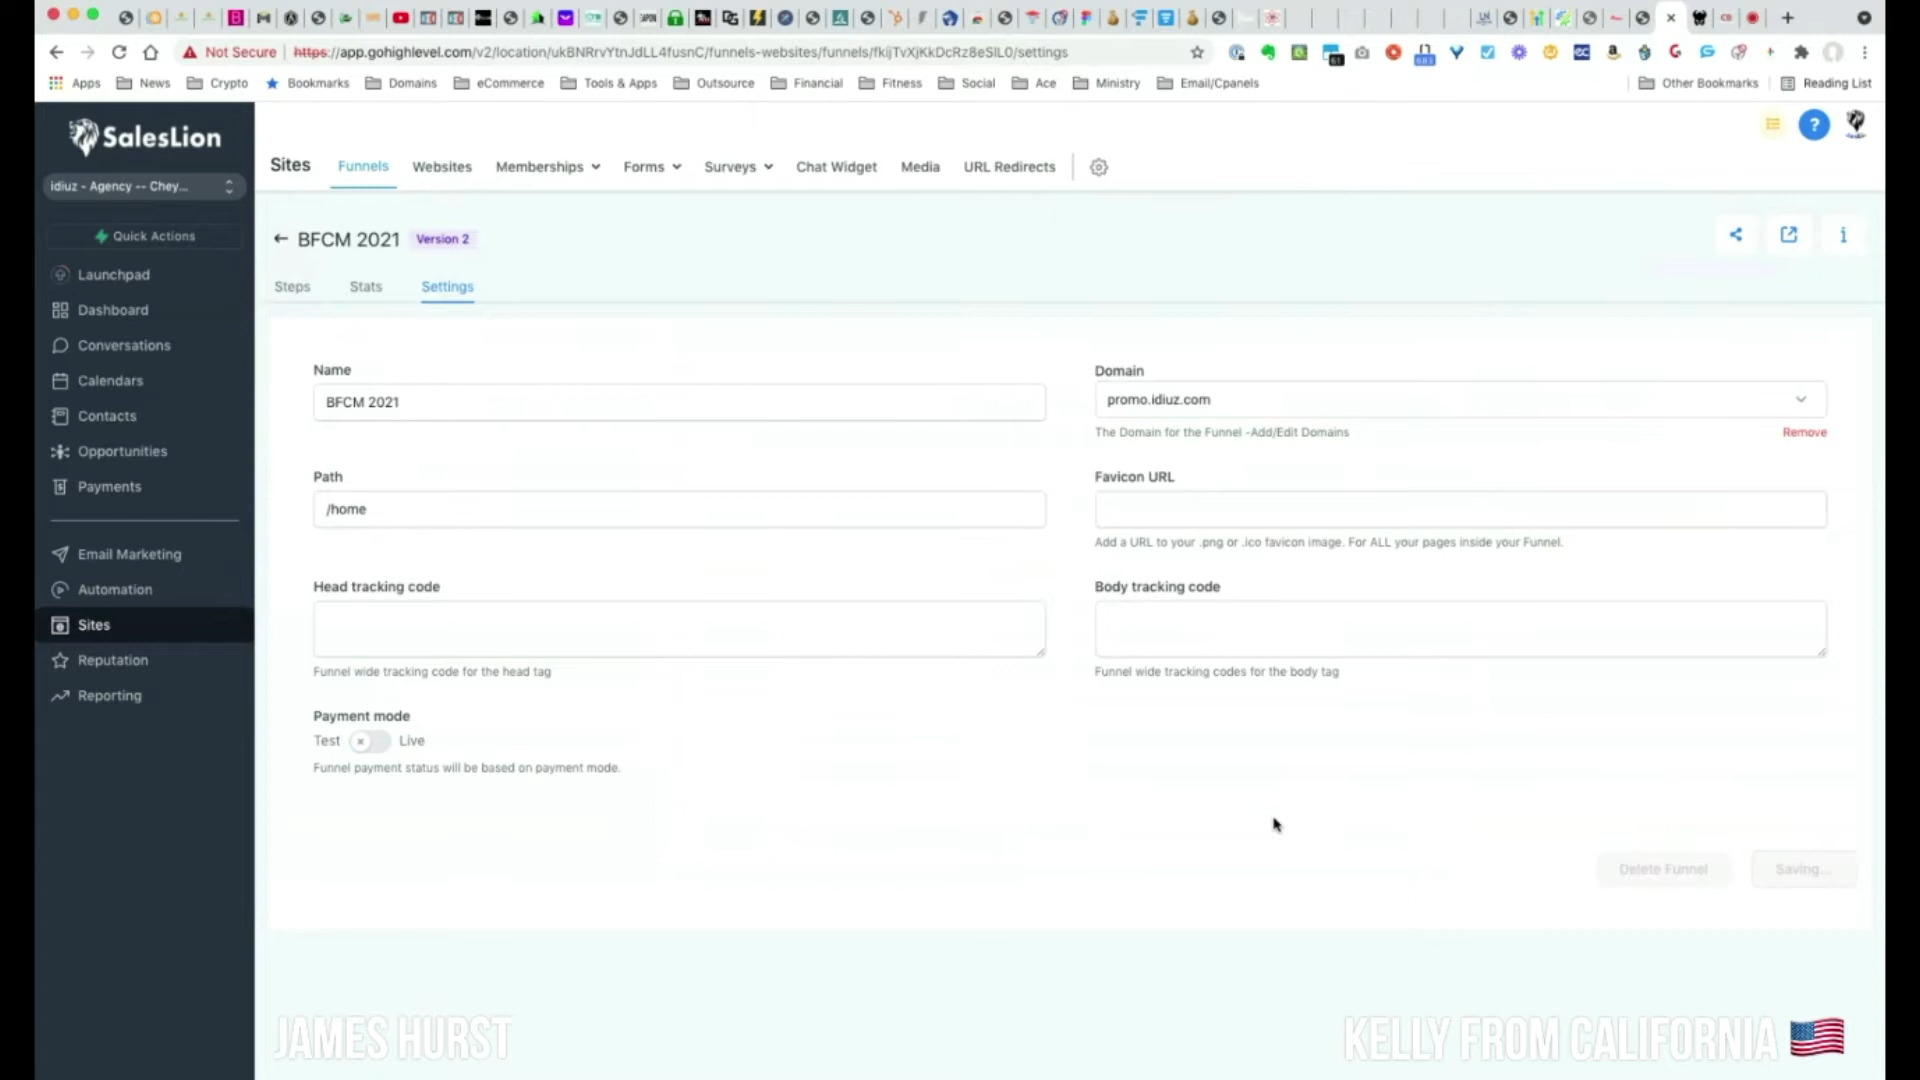 Not Secure https://app.gohighlevel.com/v2/location/ukBNRrvYtnJdLL4fusnC/funnels-websites/funnels/fkijTvXjKkDcRz8eSIL0/settings
Apps News Crypto Bookmarks Domains eCommerce Tools & Apps Outsource Financial Fitness Social Ace Ministry Email/Cpanels Other Bookmarks Reading List
SalesLion
idiuz - Agency -- Chey...
Quick Actions
Launchpad
Dashboard
Conversations
Calendars
Contacts
Opportunities
Payments
Email Marketing
Automation
Sites
Reputation
Reporting
Sites Funnels Websites Memberships Forms Surveys Chat Widget Media URL Redirects
?
← BFCM 2021 Version 2
Steps Stats Settings
Name
BFCM 2021
Domain
promo.idiuz.com
The Domain for the Funnel -Add/Edit Domains Remove
Path
/home
Favicon URL
Add a URL to your .png or .ico favicon image. For ALL your pages inside your Funnel.
Head tracking code
Funnel wide tracking code for the head tag
Body tracking code
Funnel wide tracking codes for the body tag
Payment mode
Test Live
Funnel payment status will be based on payment mode.
Delete Funnel Saving...
JAMES HURST
KELLY FROM CALIFORNIA